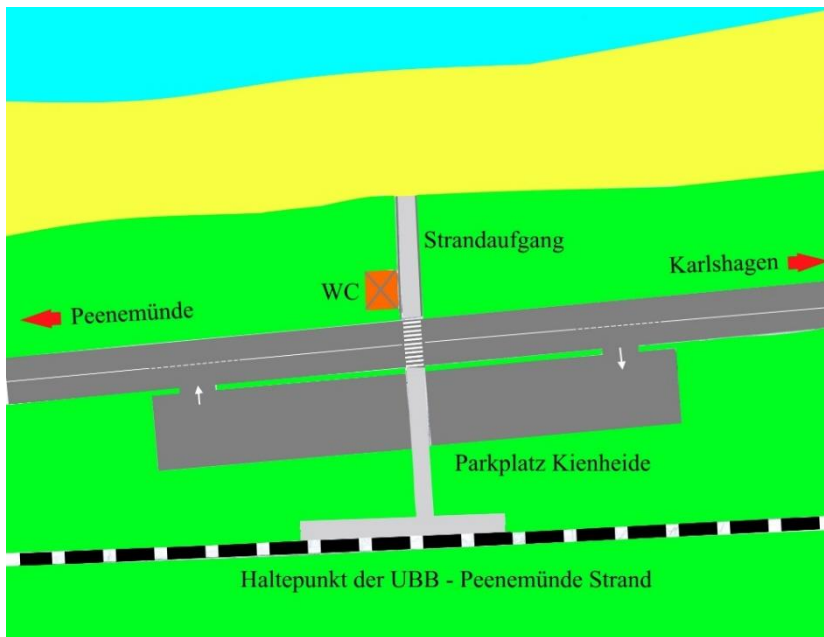 Strandaufgang
Karlshagen
WC
Peenemünde
Parkplatz Kienheide
Haltepunkt der UBB - Peenemünde Strand